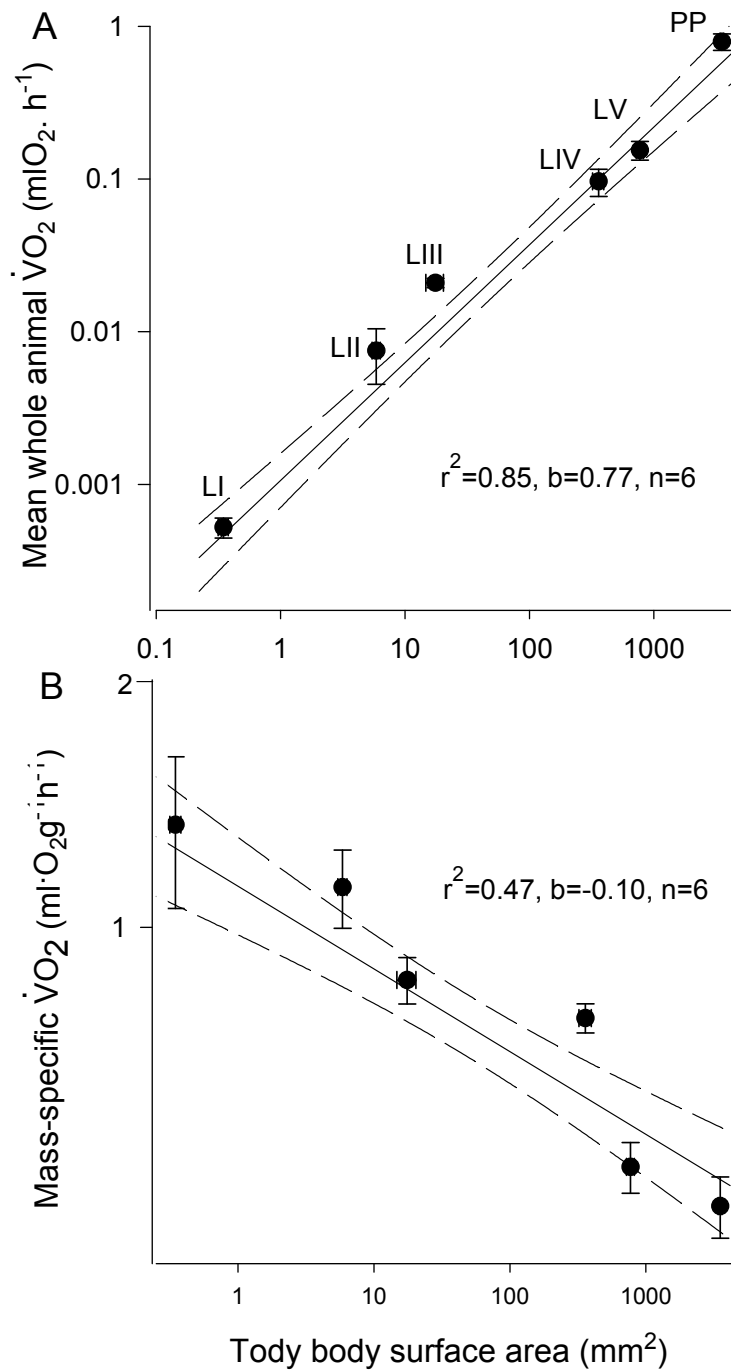 A
Mean whole animal V̇O₂ (mlO₂. h⁻¹)
1
0.1
0.01
0.001
PP
LV
LIV
LIII
LII
LI
r²=0.85, b=0.77, n=6
0.1 1 10 100 1000
B
Mass-specific V̇O₂ (ml·O₂g⁻¹h⁻¹)
2
1
r²=0.47, b=-0.10, n=6
1 10 100 1000
Tody body surface area (mm²)